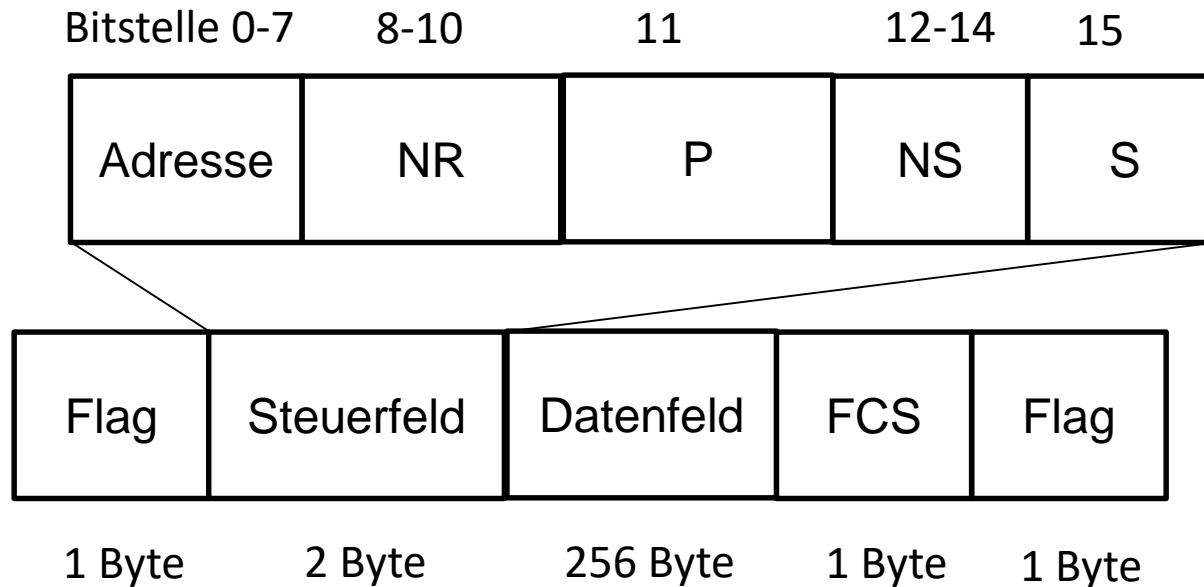 Bitstelle 0-7 8-10 11 12-14 15
Adresse NR P NS S
Flag Steuerfeld Datenfeld FCS Flag
1 Byte 2 Byte 256 Byte 1 Byte 1 Byte